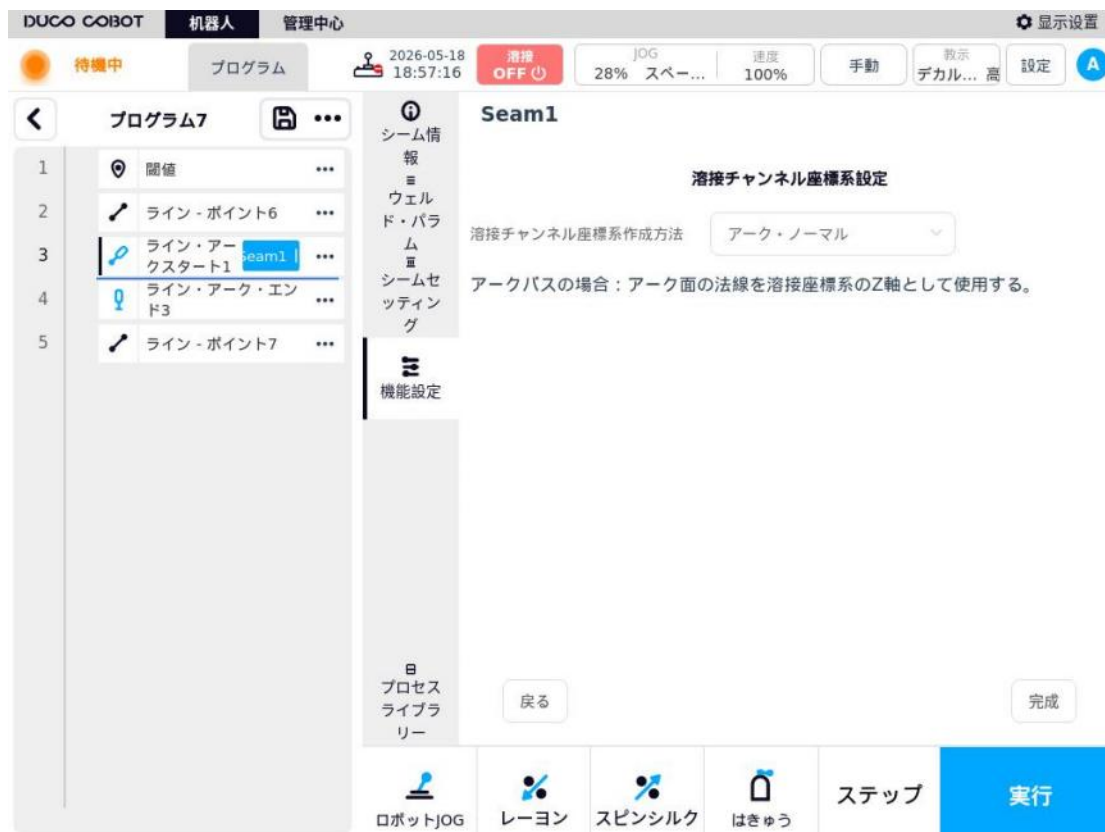 DUCO COBOT 机器人 管理中心 显示设置
待機中 プログラム 2026-05-18 18:57:16 溶接 OFF JOG 28% スペー... 速度 100% 手動 教示 デカル... 高 設定 A
プログラム7 •••
1 閾値 •••
2 ライン - ポイント6 •••
3 ライン・アークスタート1 Seam1 •••
4 ライン・アーク・エンド3 •••
5 ライン - ポイント7 •••
シーム情
報
ウェル
ド・パラ
ム
シームセ
ッティン
グ
機能設定
プロセス
ライブラ
リー
Seam1
溶接チャンネル座標系設定
溶接チャンネル座標系作成方法 アーク・ノーマル
アークパスの場合：アーク面の法線を溶接座標系のZ軸として使用する。
戻る 完成
ロボットJOG レーヨン スピンシルク はきゅう ステップ 実行